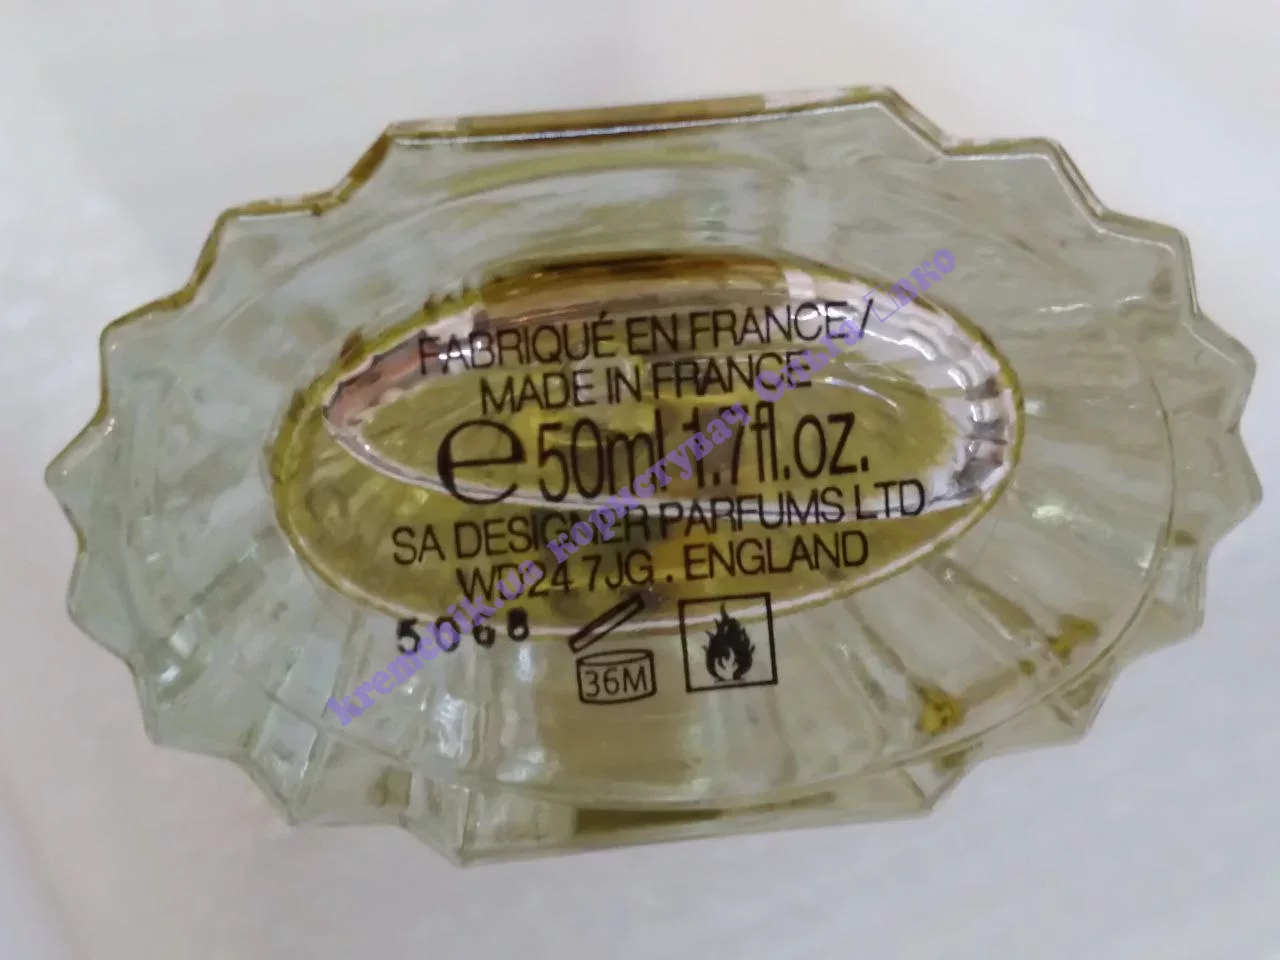 FABRIQUÉ EN FRANCE/
MADE IN FRANCE
e 50ml 1.7fl.oz.
SA DESIGNER PARFUMS LTD
WD24 7JG . ENGLAND
5068
36M
kremchik.ua користувач